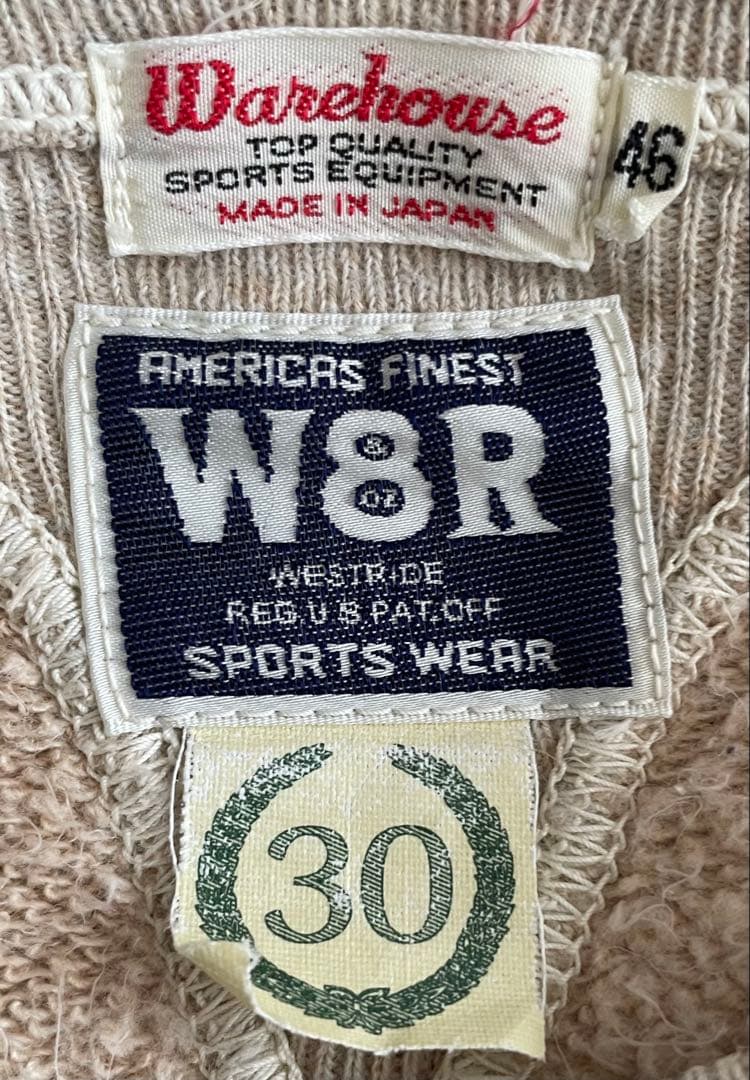 Warehouse
TOP QUALITY
SPORTS EQUIPMENT
MADE IN JAPAN
46
AMERICAS FINEST
W8R
OZ
WESTRIDE
REG. U S PAT. OFF
SPORTS WEAR
30